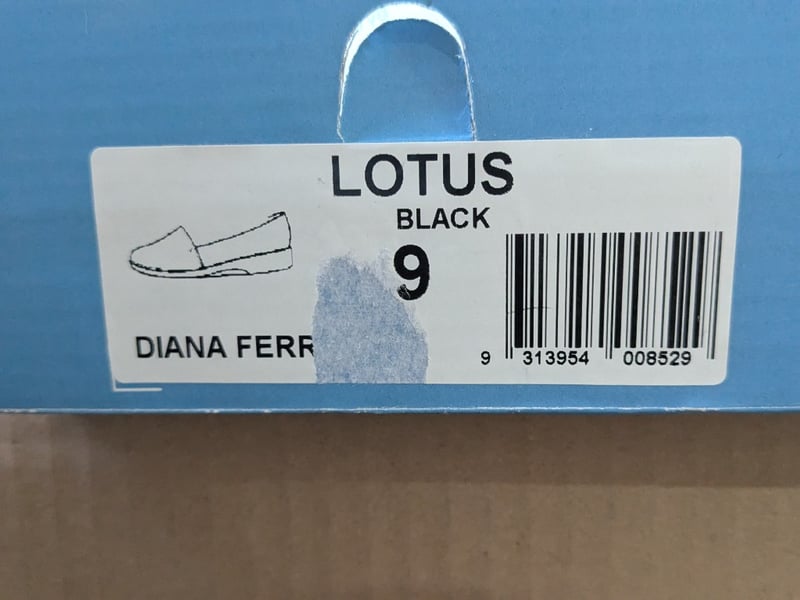 LOTUS
BLACK
9
DIANA FERR
9 313954 008529